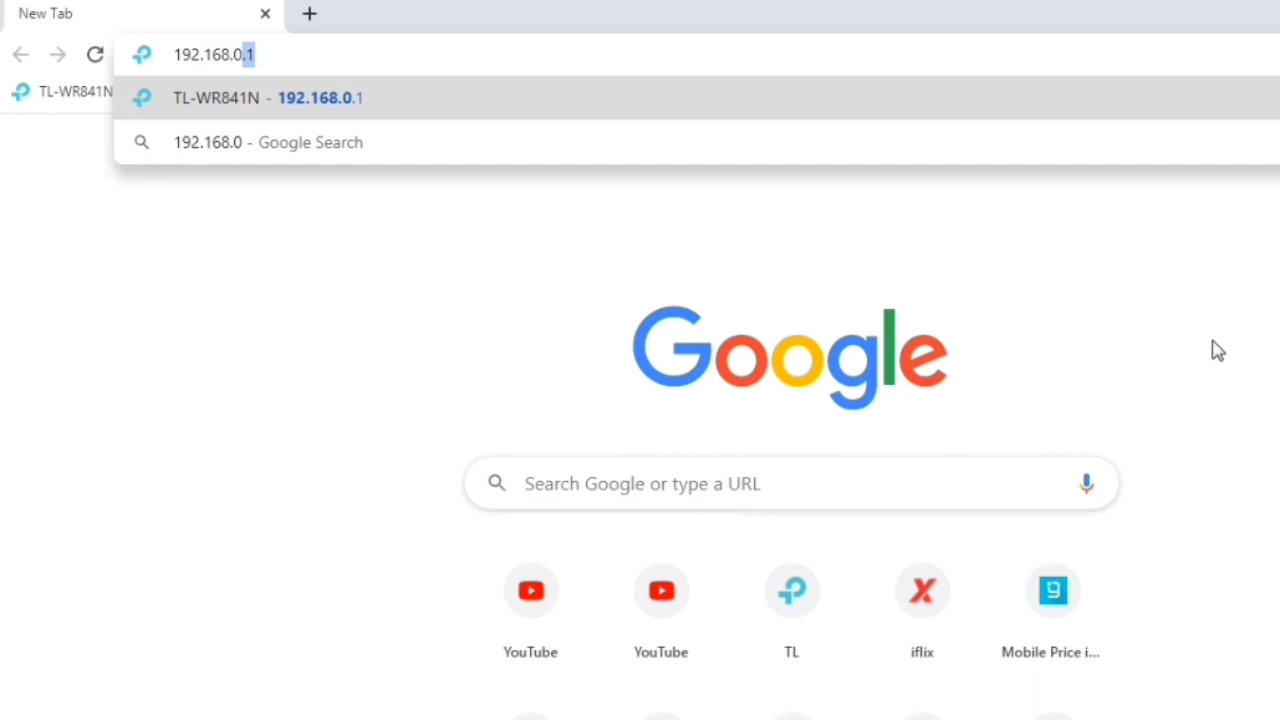 New Tab
192.168.0.1
TL-WR841N
TL-WR841N - 192.168.0.1
192.168.0 - Google Search
Google
Search Google or type a URL
YouTube
YouTube
TL
iflix
Mobile Price i...